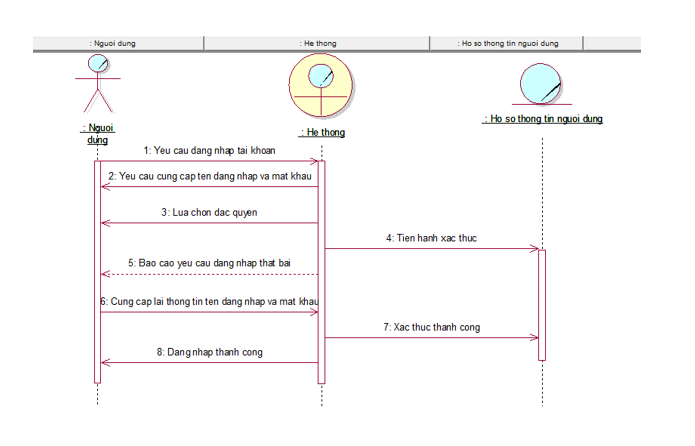 : Nguoi dung
: He thong
: Ho so thong tin nguoi dung
: Nguoi
dung
: He thong
: Ho so thong tin nguoi dung
1: Yeu cau dang nhap tai khoan
2: Yeu cau cung cap ten dang nhap va mat khau
3: Lua chon dac quyen
4: Tien hanh xac thuc
5: Bao cao yeu cau dang nhap that bai
6: Cung cap lai thong tin ten dang nhap va mat khau
7: Xac thuc thanh cong
8: Dang nhap thanh cong